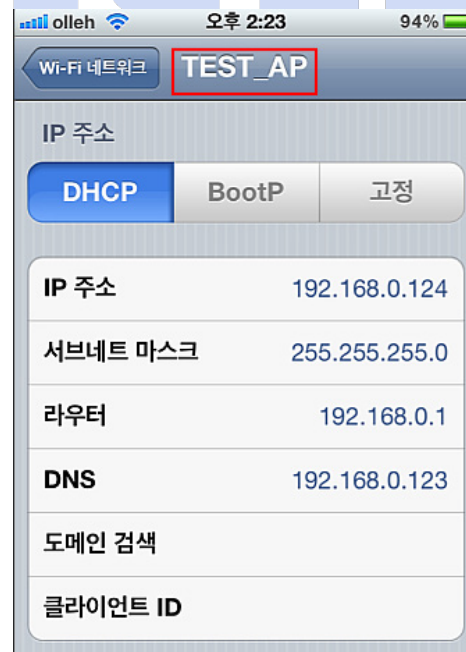 olleh 오후 2:23 94%
Wi-Fi 네트워크 TEST_AP
IP 주소
DHCP BootP 고정
IP 주소 192.168.0.124
서브네트 마스크 255.255.255.0
라우터 192.168.0.1
DNS 192.168.0.123
도메인 검색
클라이언트 ID